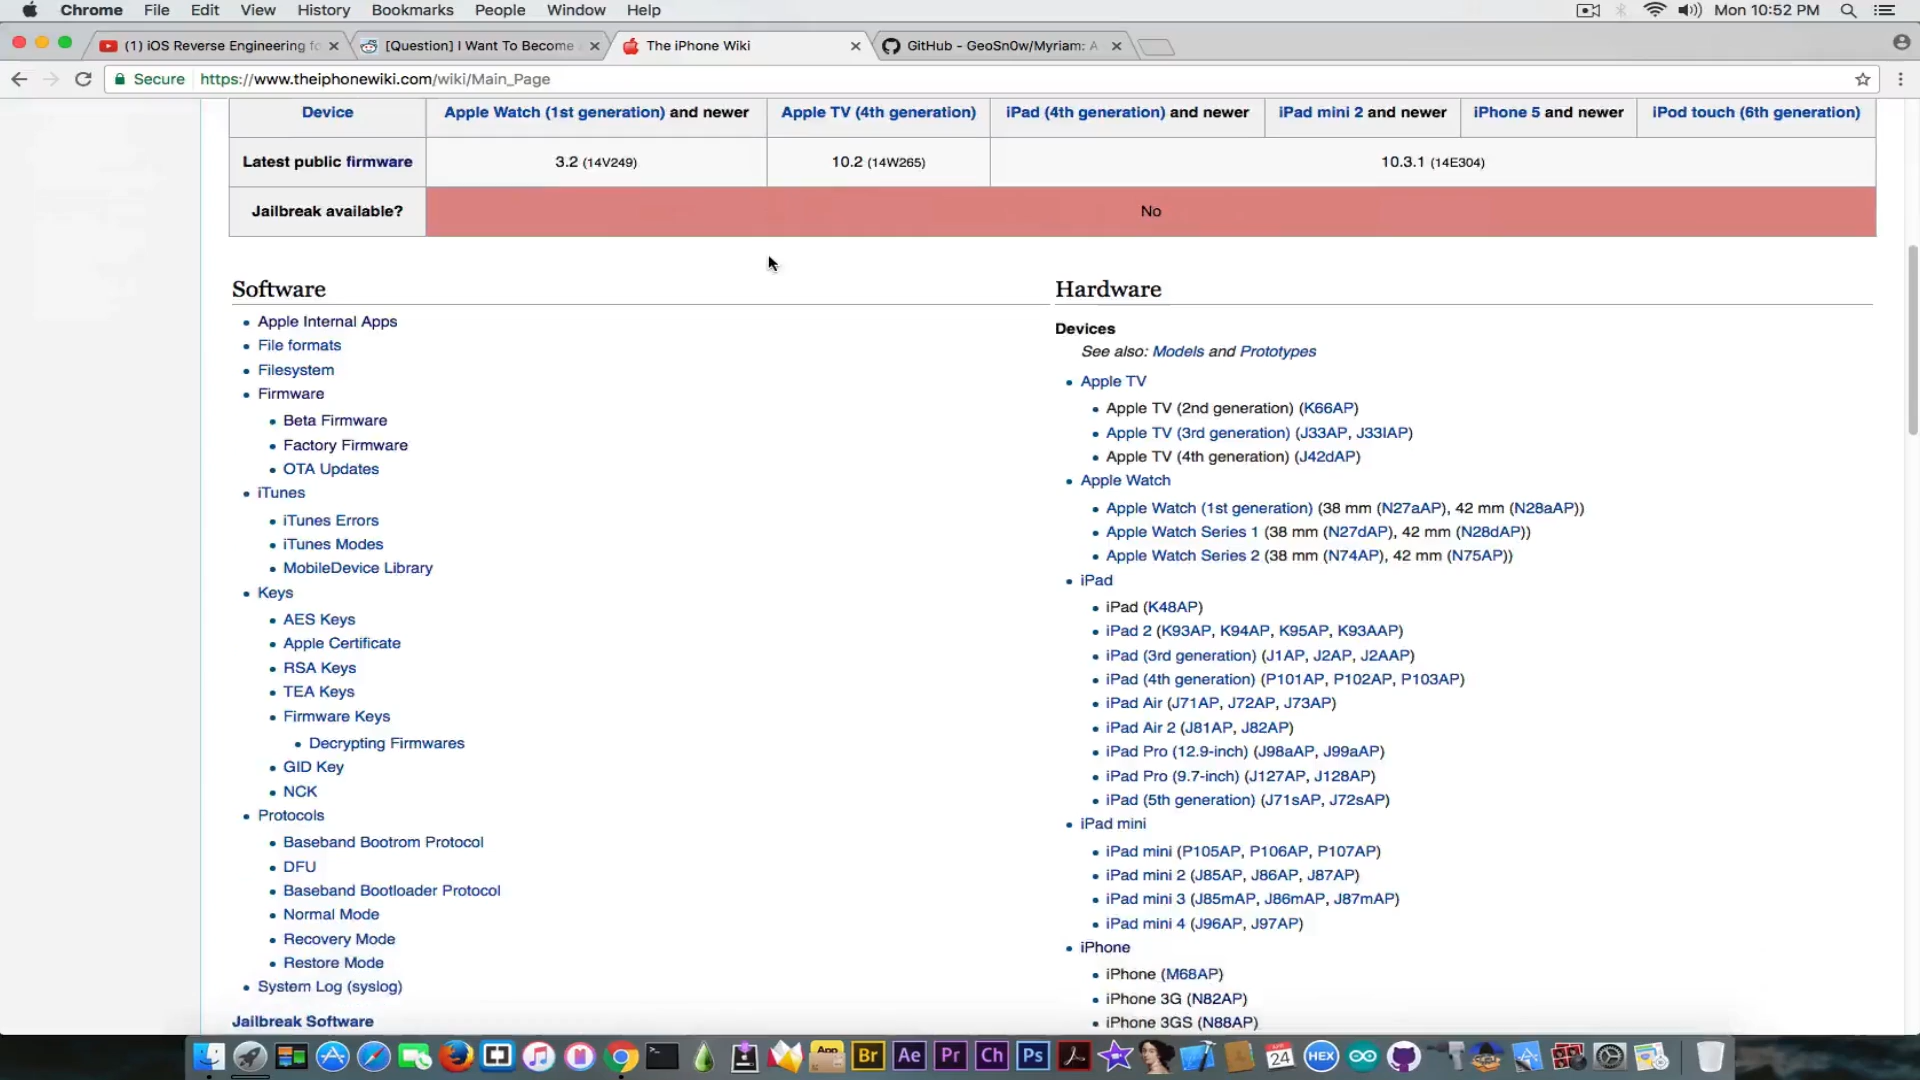 Chrome File Edit View History Bookmarks People Window Help Mon 10:52 PM
(1) iOS Reverse Engineering fo
[Question] I Want To Become
The iPhone Wiki
GitHub - GeoSn0w/Myriam: A
Secure https://www.theiphonewiki.com/wiki/Main_Page
Device Apple Watch (1st generation) and newer Apple TV (4th generation) iPad (4th generation) and newer iPad mini 2 and newer iPhone 5 and newer iPod touch (6th generation)
Latest public firmware 3.2 (14V249) 10.2 (14W265) 10.3.1 (14E304)
Jailbreak available? No
Software
Apple Internal Apps
File formats
Filesystem
Firmware
Beta Firmware
Factory Firmware
OTA Updates
iTunes
iTunes Errors
iTunes Modes
MobileDevice Library
Keys
AES Keys
Apple Certificate
RSA Keys
TEA Keys
Firmware Keys
Decrypting Firmwares
GID Key
NCK
Protocols
Baseband Bootrom Protocol
DFU
Baseband Bootloader Protocol
Normal Mode
Recovery Mode
Restore Mode
System Log (syslog)
Jailbreak Software
Hardware
Devices
See also: Models and Prototypes
Apple TV
Apple TV (2nd generation) (K66AP)
Apple TV (3rd generation) (J33AP, J33IAP)
Apple TV (4th generation) (J42dAP)
Apple Watch
Apple Watch (1st generation) (38 mm (N27aAP), 42 mm (N28aAP))
Apple Watch Series 1 (38 mm (N27dAP), 42 mm (N28dAP))
Apple Watch Series 2 (38 mm (N74AP), 42 mm (N75AP))
iPad
iPad (K48AP)
iPad 2 (K93AP, K94AP, K95AP, K93AAP)
iPad (3rd generation) (J1AP, J2AP, J2AAP)
iPad (4th generation) (P101AP, P102AP, P103AP)
iPad Air (J71AP, J72AP, J73AP)
iPad Air 2 (J81AP, J82AP)
iPad Pro (12.9-inch) (J98aAP, J99aAP)
iPad Pro (9.7-inch) (J127AP, J128AP)
iPad (5th generation) (J71sAP, J72sAP)
iPad mini
iPad mini (P105AP, P106AP, P107AP)
iPad mini 2 (J85AP, J86AP, J87AP)
iPad mini 3 (J85mAP, J86mAP, J87mAP)
iPad mini 4 (J96AP, J97AP)
iPhone
iPhone (M68AP)
iPhone 3G (N82AP)
iPhone 3GS (N88AP)
App Br Ae Pr Ch Ps 24 HEX